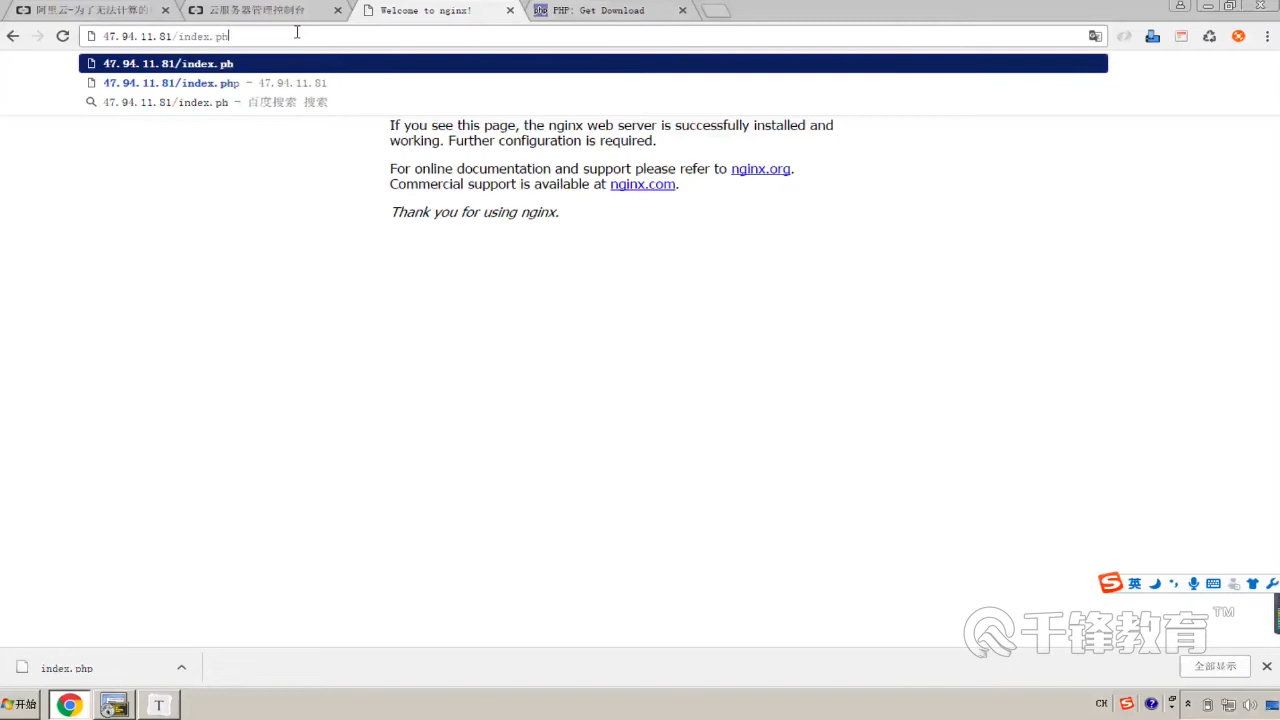 阿里云-为了无法计算的
云服务器管理控制台
Welcome to nginx!
php PHP: Get Download
47.94.11.81/index.ph
47.94.11.81/index.ph
47.94.11.81/index.php - 47.94.11.81
47.94.11.81/index.ph - 百度搜索 搜索
If you see this page, the nginx web server is successfully installed and
working. Further configuration is required.
For online documentation and support please refer to nginx.org.
Commercial support is available at nginx.com.
Thank you for using nginx.
英
千锋教育™
index.php
全部显示
开始
T
CH